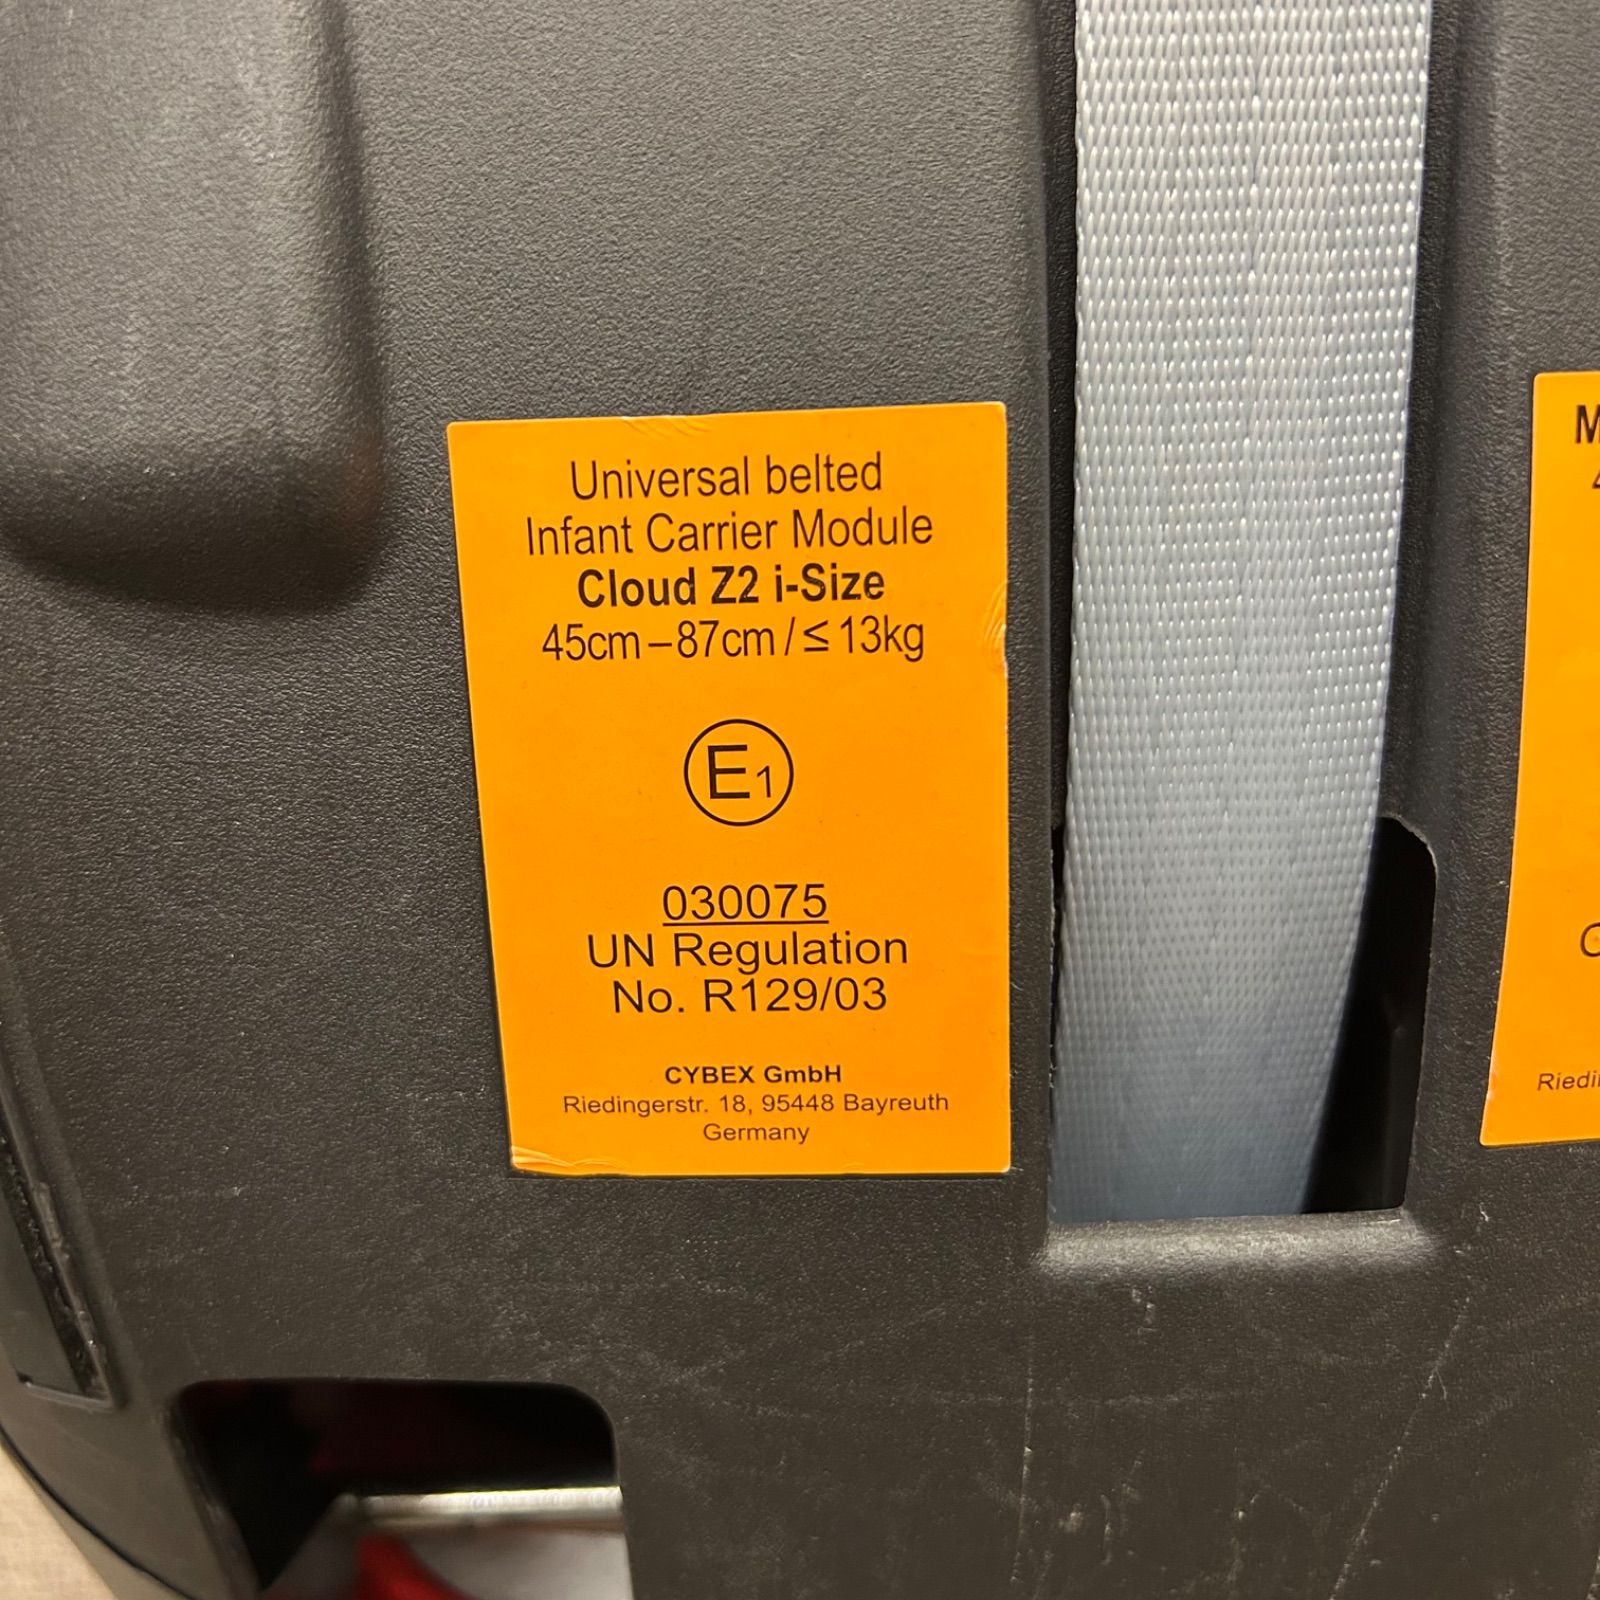 Universal belted
Infant Carrier Module
Cloud Z2 i-Size
45cm – 87cm / ≤ 13kg
E1
030075
UN Regulation
No. R129/03
CYBEX GmbH
Riedingerstr. 18, 95448 Bayreuth
Germany